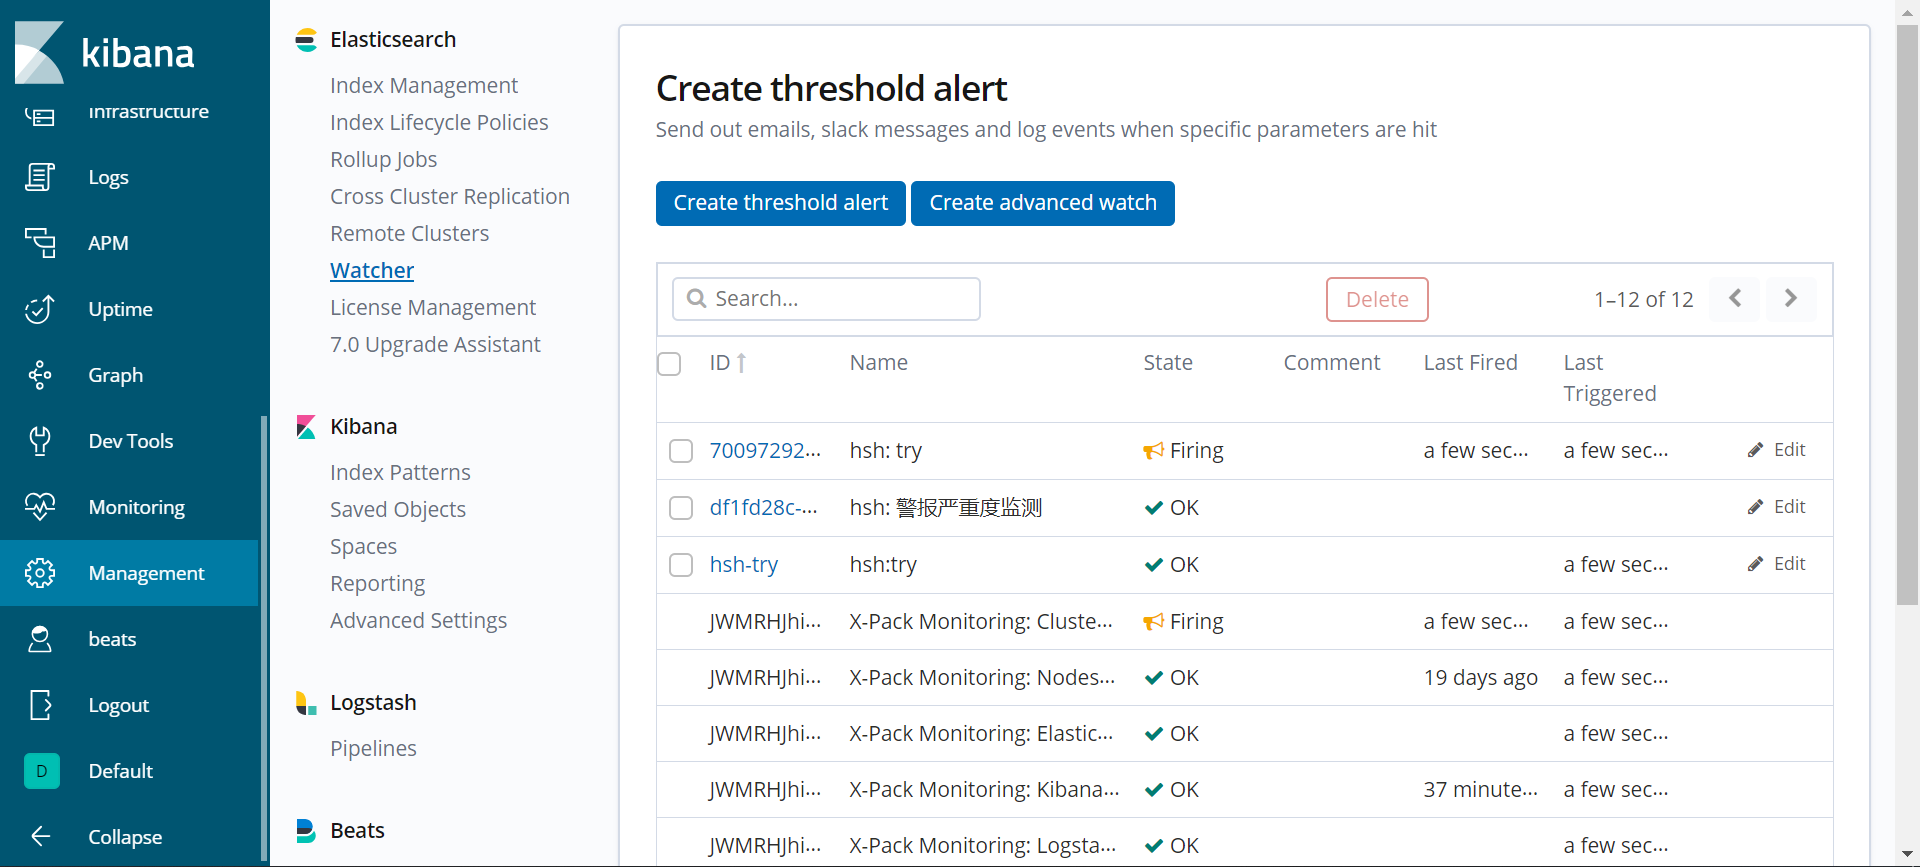 kibana
Infrastructure
Logs
APM
Uptime
Graph
Dev Tools
Monitoring
Management
beats
Logout
D Default
Collapse
Elasticsearch
Index Management
Index Lifecycle Policies
Rollup Jobs
Cross Cluster Replication
Remote Clusters
Watcher
License Management
7.0 Upgrade Assistant
Kibana
Index Patterns
Saved Objects
Spaces
Reporting
Advanced Settings
Logstash
Pipelines
Beats
Create threshold alert
Send out emails, slack messages and log events when specific parameters are hit
Create threshold alert Create advanced watch
Search... Delete 1–12 of 12
ID Name State Comment Last Fired Last Triggered
70097292... hsh: try Firing a few sec... a few sec... Edit
df1fd28c-... hsh: 警报严重度监测 OK Edit
hsh-try hsh:try OK a few sec... Edit
JWMRHJhi... X-Pack Monitoring: Cluste... Firing a few sec... a few sec...
JWMRHJhi... X-Pack Monitoring: Nodes... OK 19 days ago a few sec...
JWMRHJhi... X-Pack Monitoring: Elastic... OK a few sec...
JWMRHJhi... X-Pack Monitoring: Kibana... OK 37 minute... a few sec...
JWMRHJhi... X-Pack Monitoring: Logsta... OK a few sec...